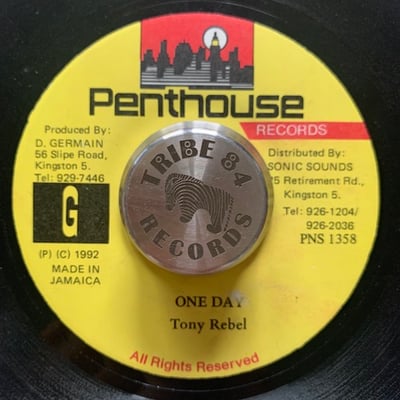 Penthouse
RECORDS
Produced By:
D. GERMAIN
56 Slipe Road,
Kingston 5.
Tel: 929-7446
G
(P) (C) 1992
MADE IN
JAMAICA
TRIBE 84
RECORDS
Distributed By:
SONIC SOUNDS
25 Retirement Rd.,
Kingston 5.
Tel: 926-1204/
926-2036
PNS 1358
ONE DAY
Tony Rebel
All Rights Reserved